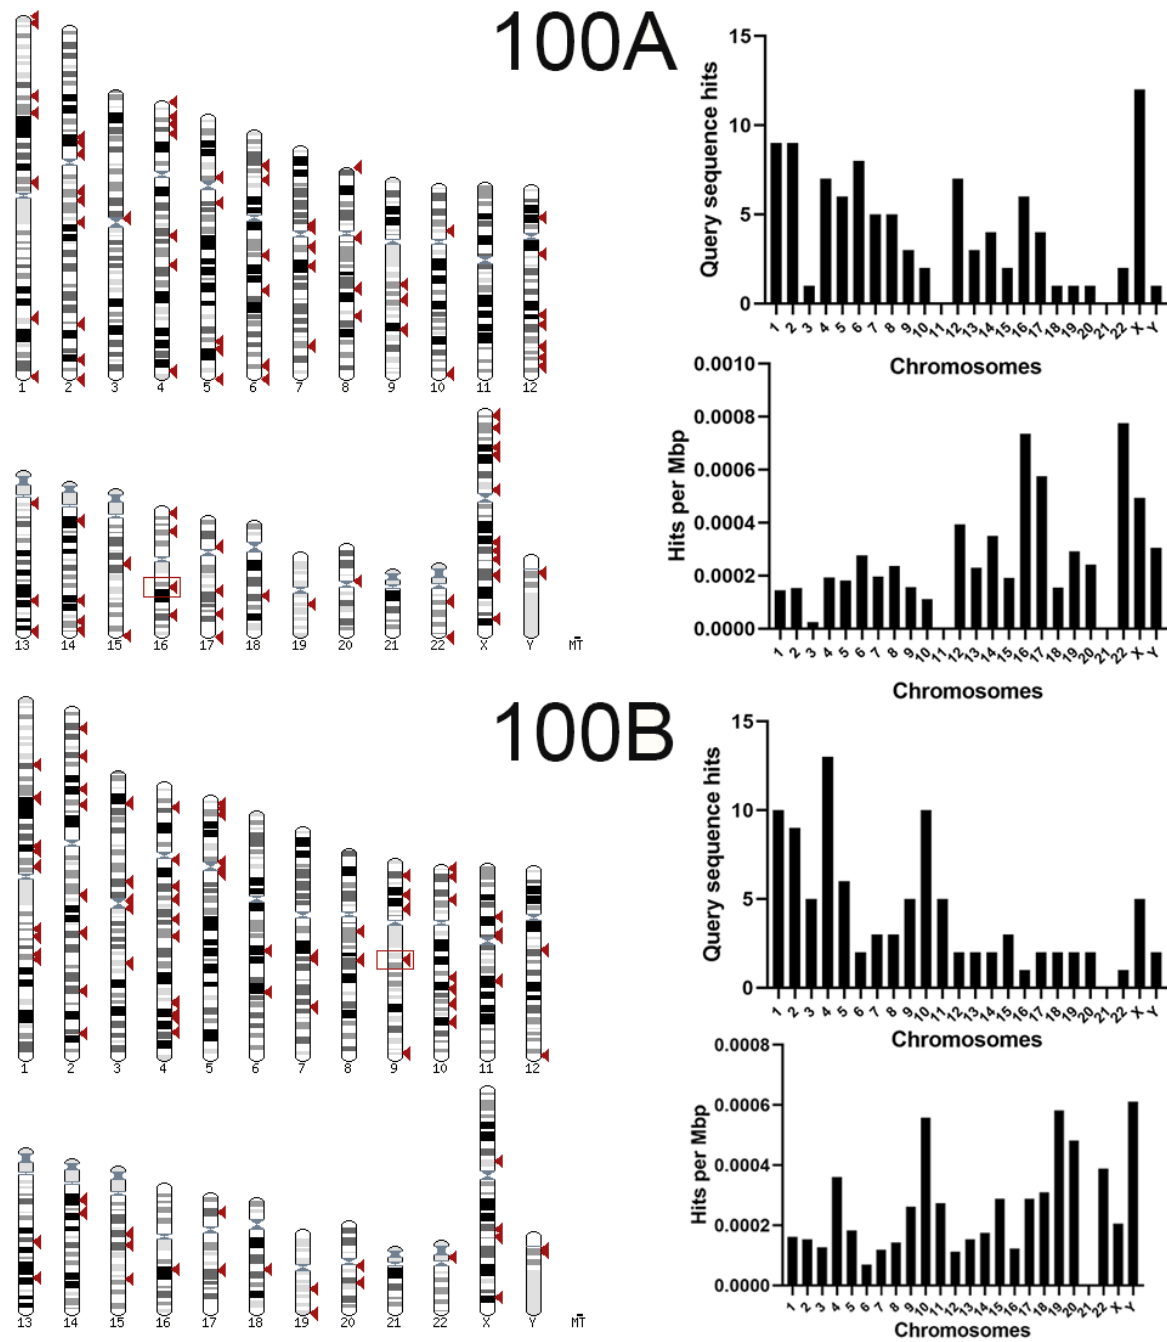 100A
15
10
5
0
Query sequence hits
1 2 3 4 5 6 7 8 9 10 11 12 13 14 15 16 17 18 19 20 21 22 X Y
Chromosomes
1 2 3 4 5 6 7 8 9 10 11 12
0.0010
0.0008
0.0006
0.0004
0.0002
0.0000
Hits per Mbp
1 2 3 4 5 6 7 8 9 10 11 12 13 14 15 16 17 18 19 20 21 22 X Y
Chromosomes
13 14 15 16 17 18 19 20 21 22 X Y MT
100B
15
10
5
0
Query sequence hits
1 2 3 4 5 6 7 8 9 10 11 12 13 14 15 16 17 18 19 20 21 22 X Y
Chromosomes
1 2 3 4 5 6 7 8 9 10 11 12
0.0008
0.0006
0.0004
0.0002
0.0000
Hits per Mbp
1 2 3 4 5 6 7 8 9 10 11 12 13 14 15 16 17 18 19 20 21 22 X Y
Chromosomes
13 14 15 16 17 18 19 20 21 22 X Y MT